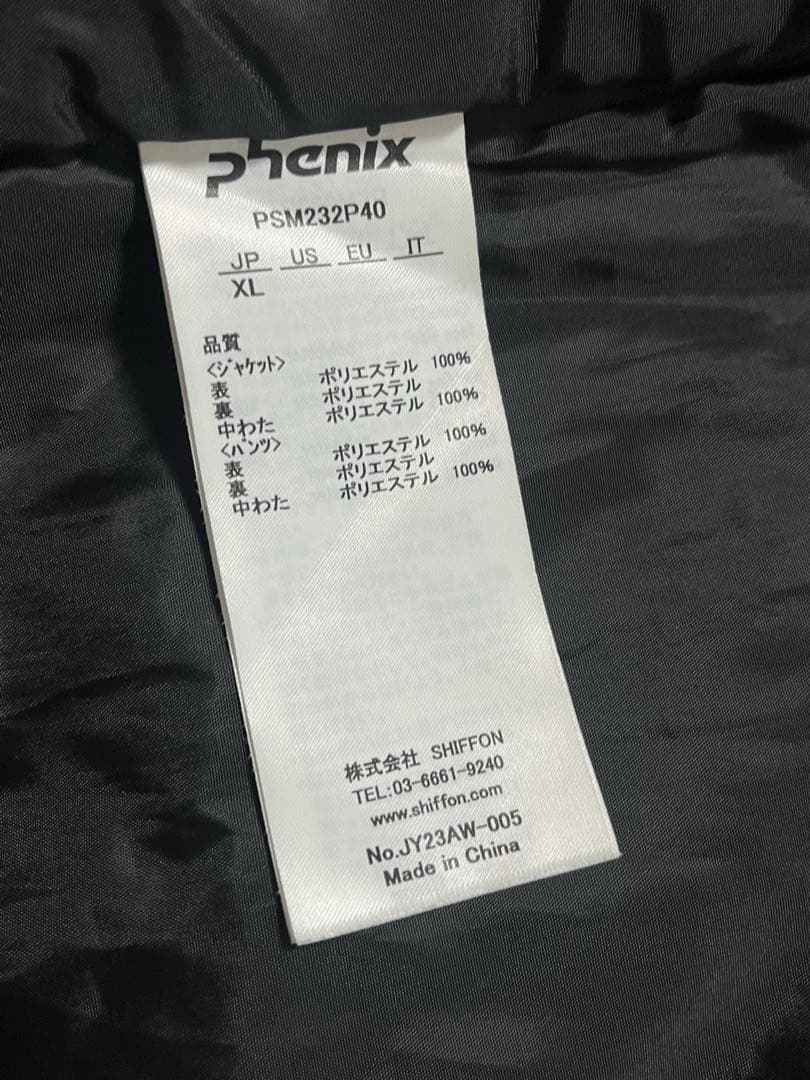 phenix
PSM232P40
JP US EU IT
XL
品質
<ｼﾞｬｹｯﾄ>
表 ポリエステル 100%
裏 ポリエステル
中わた ポリエステル 100%
<ﾊﾟﾝﾂ>
表 ポリエステル 100%
裏 ポリエステル
中わた ポリエステル 100%
株式会社 SHIFFON
TEL:03-6661-9240
www.shiffon.com
No.JY23AW-005
Made in China